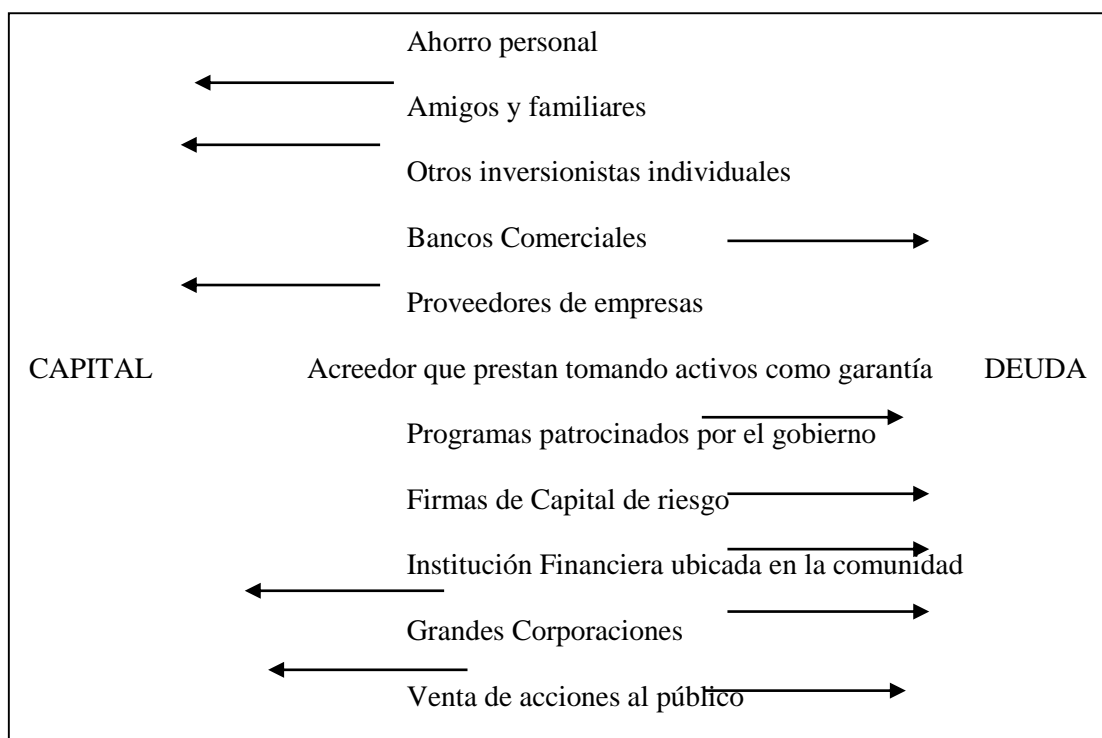 Ahorro personal
Amigos y familiares
Otros inversionistas individuales
Bancos Comerciales
Proveedores de empresas
CAPITAL Acreedor que prestan tomando activos como garantía DEUDA
Programas patrocinados por el gobierno
Firmas de Capital de riesgo
Institución Financiera ubicada en la comunidad
Grandes Corporaciones
Venta de acciones al público